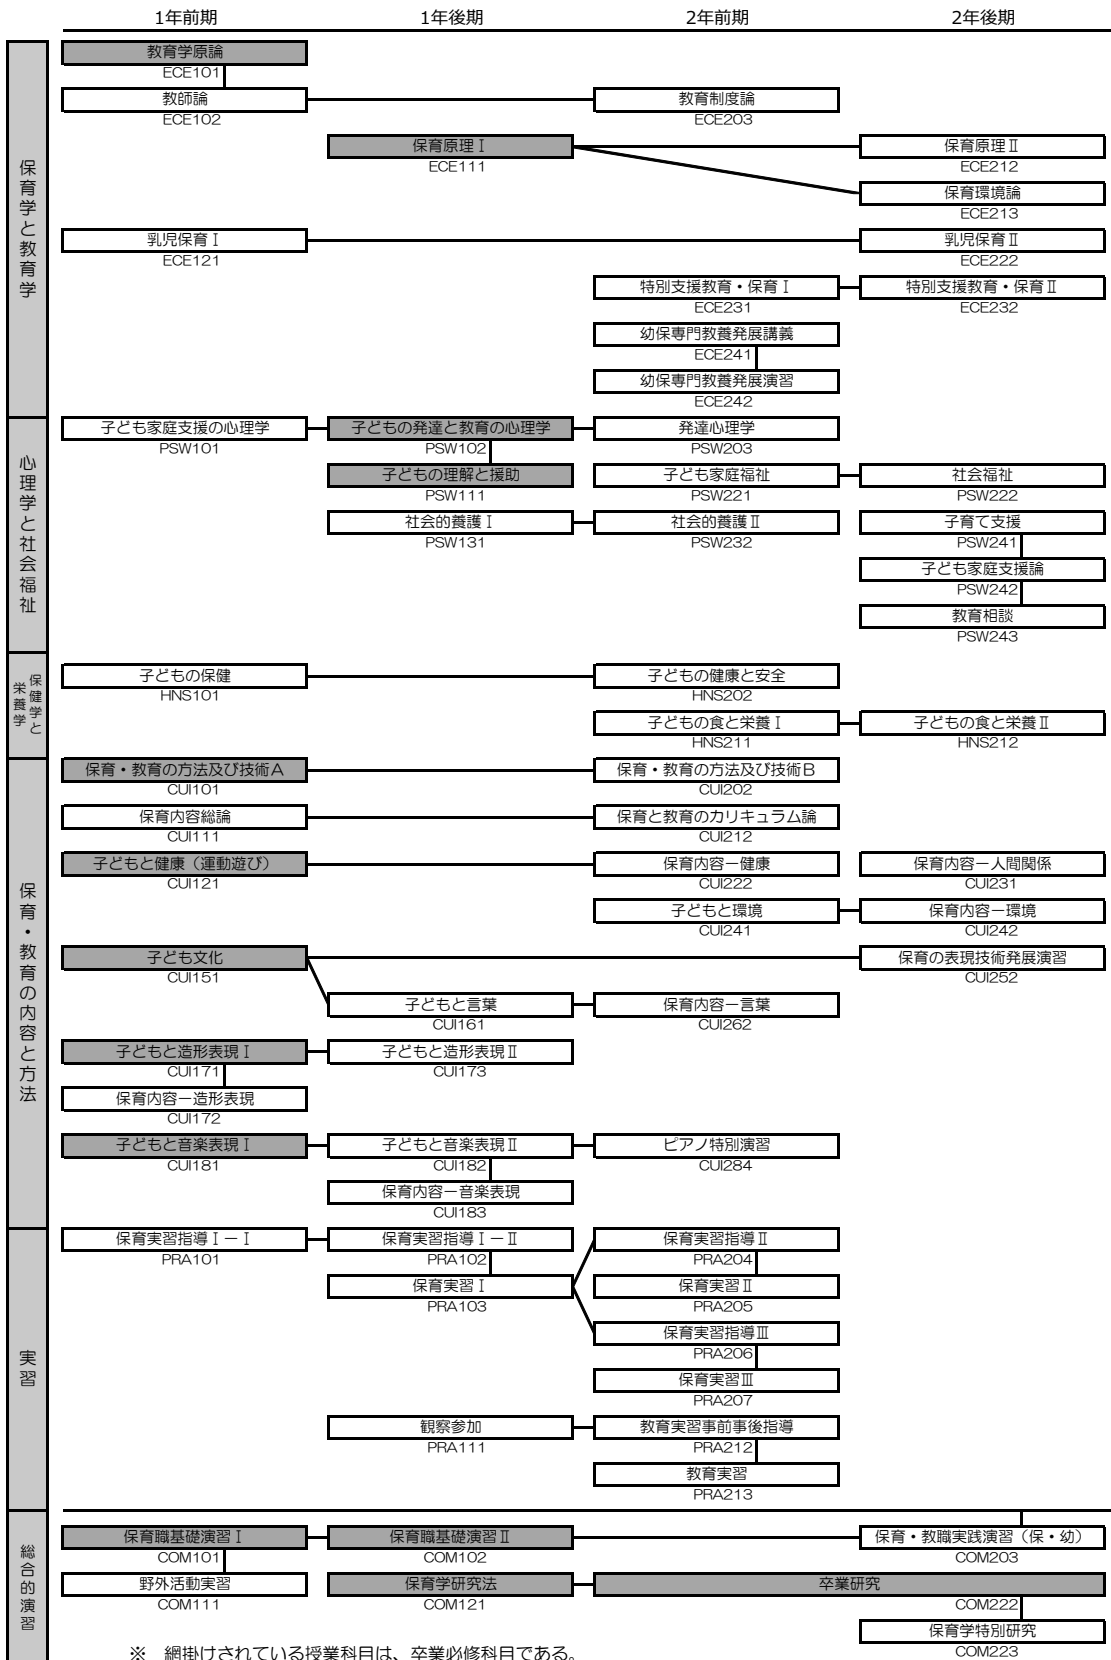 1年前期 1年後期 2年前期 2年後期
保育学と教育学
教育学原論
ECE101
教師論 教育制度論
ECE102 ECE203
保育原理Ⅰ 保育原理Ⅱ
ECE111 ECE212
保育環境論
ECE213
乳児保育Ⅰ 乳児保育Ⅱ
ECE121 ECE222
特別支援教育・保育Ⅰ 特別支援教育・保育Ⅱ
ECE231 ECE232
幼保専門教養発展講義
ECE241
幼保専門教養発展演習
ECE242
心理学と社会福祉
子ども家庭支援の心理学 子どもの発達と教育の心理学 発達心理学
PSW101 PSW102 PSW203
子どもの理解と援助 子ども家庭福祉 社会福祉
PSW111 PSW221 PSW222
社会的養護Ⅰ 社会的養護Ⅱ 子育て支援
PSW131 PSW232 PSW241
子ども家庭支援論
PSW242
教育相談
PSW243
保健学と
栄養学
子どもの保健 子どもの健康と安全
HNS101 HNS202
子どもの食と栄養Ⅰ 子どもの食と栄養Ⅱ
HNS211 HNS212
保育・教育の内容と方法
保育・教育の方法及び技術A 保育・教育の方法及び技術B
CUI101 CUI202
保育内容総論 保育と教育のカリキュラム論
CUI111 CUI212
子どもと健康（運動遊び） 保育内容ー健康 保育内容ー人間関係
CUI121 CUI222 CUI231
子どもと環境 保育内容ー環境
CUI241 CUI242
子ども文化 保育の表現技術発展演習
CUI151 CUI252
子どもと言葉 保育内容ー言葉
CUI161 CUI262
子どもと造形表現Ⅰ 子どもと造形表現Ⅱ
CUI171 CUI173
保育内容ー造形表現
CUI172
子どもと音楽表現Ⅰ 子どもと音楽表現Ⅱ ピアノ特別演習
CUI181 CUI182 CUI284
保育内容ー音楽表現
CUI183
実習
保育実習指導Ⅰ－Ⅰ 保育実習指導Ⅰ－Ⅱ 保育実習指導Ⅱ
PRA101 PRA102 PRA204
保育実習Ⅰ 保育実習Ⅱ
PRA103 PRA205
保育実習指導Ⅲ
PRA206
保育実習Ⅲ
PRA207
観察参加 教育実習事前事後指導
PRA111 PRA212
教育実習
PRA213
総合的演習
保育職基礎演習Ⅰ 保育職基礎演習Ⅱ 保育・教職実践演習（保・幼）
COM101 COM102 COM203
野外活動実習 保育学研究法 卒業研究
COM111 COM121 COM222
保育学特別研究
COM223
※ 網掛けされている授業科目は、卒業必修科目である。